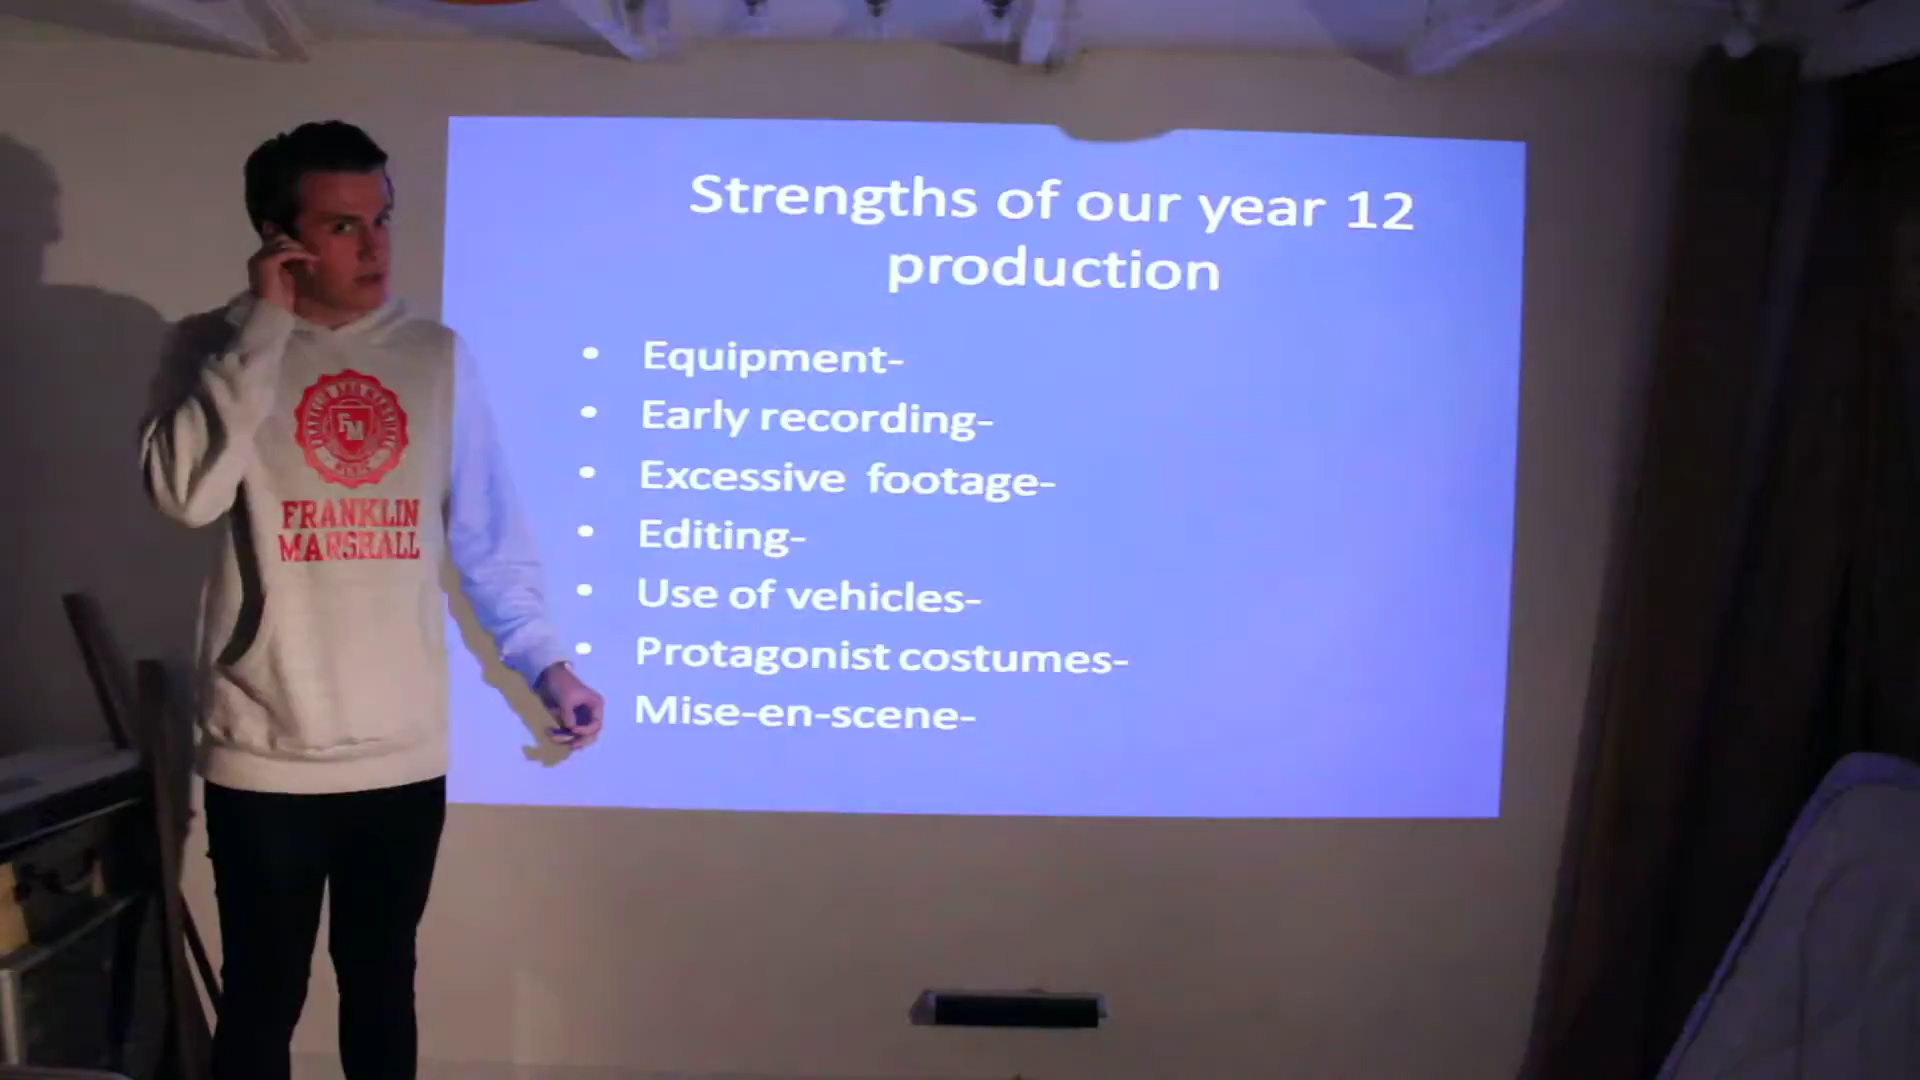 Strengths of our year 12
production
• Equipment-
• Early recording-
• Excessive  footage-
• Editing-
• Use of vehicles-
• Protagonist costumes-
Mise-en-scene-
FM
FRANKLIN
MARSHALL